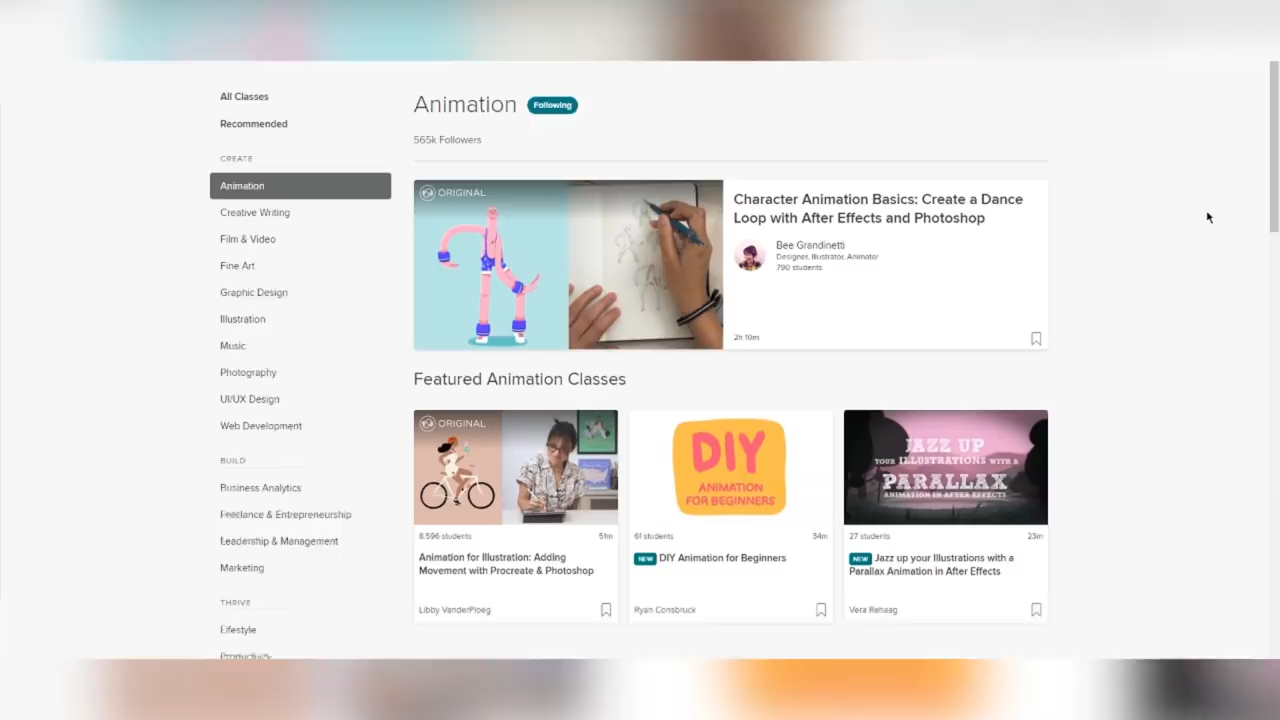 All Classes
Recommended
CREATE
Animation
Creative Writing
Film & Video
Fine Art
Graphic Design
Illustration
Music
Photography
UI/UX Design
Web Development
BUILD
Business Analytics
Freelance & Entrepreneurship
Leadership & Management
Marketing
THRIVE
Lifestyle
Productivity
Animation Following
565k Followers
ORIGINAL
Character Animation Basics: Create a Dance
Loop with After Effects and Photoshop
Bee Grandinetti
Designer, Illustrator, Animator
790 students
2h 10m
Featured Animation Classes
ORIGINAL
8,596 students 51m
Animation for Illustration: Adding
Movement with Procreate & Photoshop
Libby VanderPloeg
DIY
ANIMATION
FOR BEGINNERS
61 students 34m
NEW DIY Animation for Beginners
Ryan Consbruck
JAZZ UP
YOUR ILLUSTRATIONS WITH A
PARALLAX
ANIMATION IN AFTER EFFECTS
27 students 23m
NEW Jazz up your Illustrations with a
Parallax Animation in After Effects
Vera Rehaag